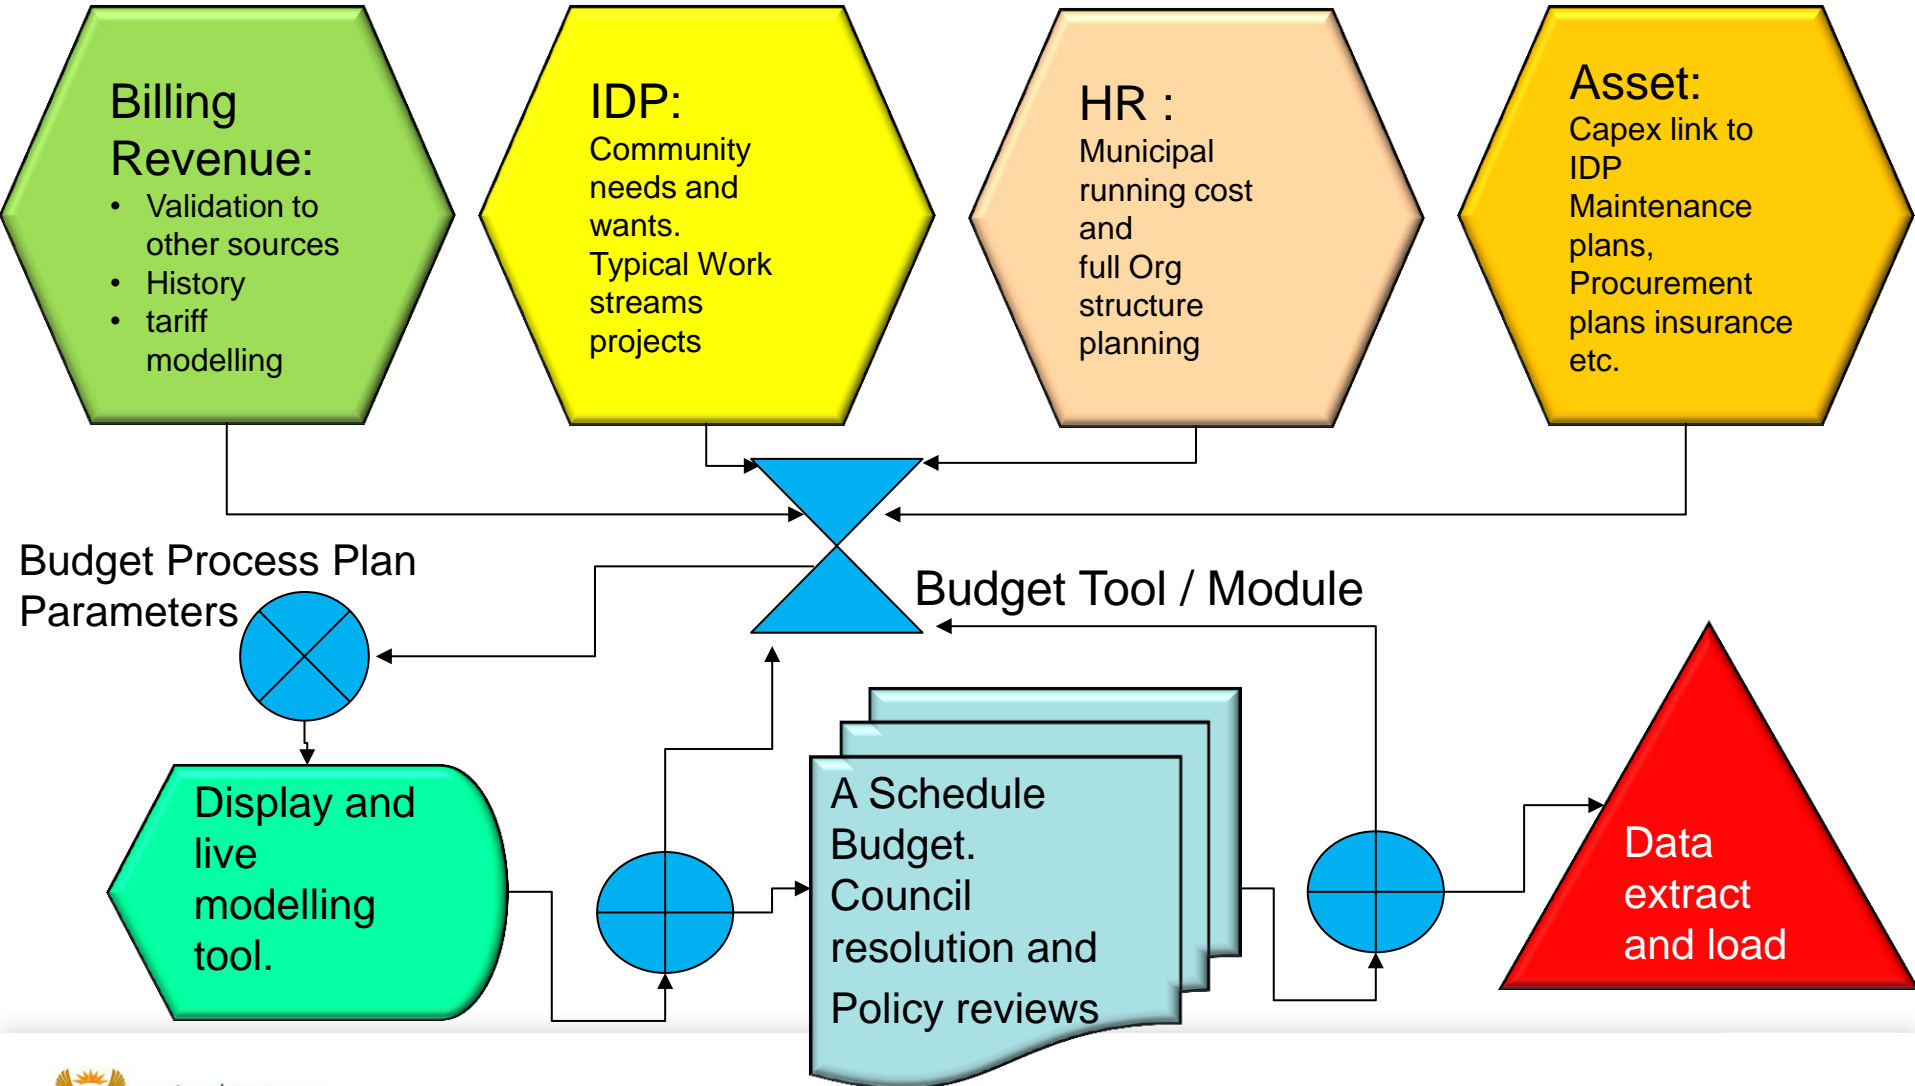 Billing
Revenue:
• Validation to
other sources
• History
• tariff
modelling
IDP:
Community
needs and
wants.
Typical Work
streams
projects
HR :
Municipal
running cost
and
full Org
structure
planning
Asset:
Capex link to
IDP
Maintenance
plans,
Procurement
plans insurance
etc.
Budget Process Plan
Parameters
Budget Tool / Module
Display and
live
modelling
tool.
A Schedule
Budget.
Council
resolution and
Policy reviews
Data
extract
and load